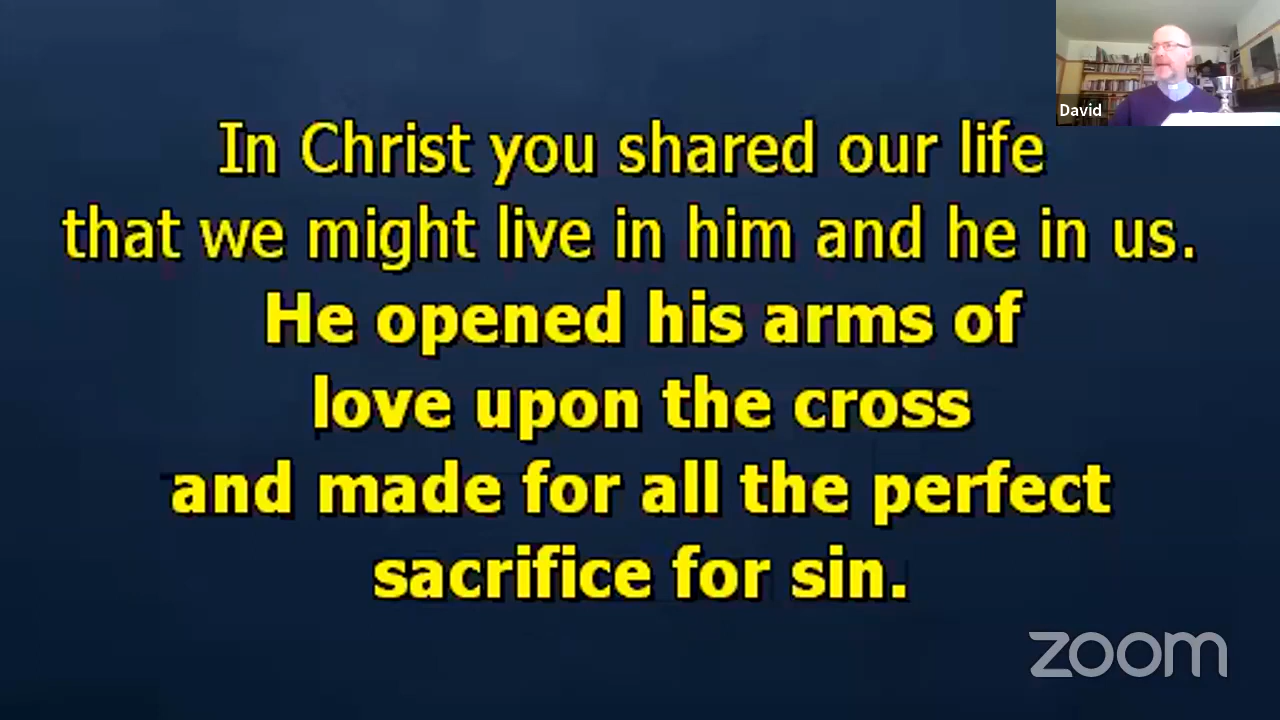 David
In Christ you shared our life
that we might live in him and he in us.
He opened his arms of
love upon the cross
and made for all the perfect
sacrifice for sin.
zoom